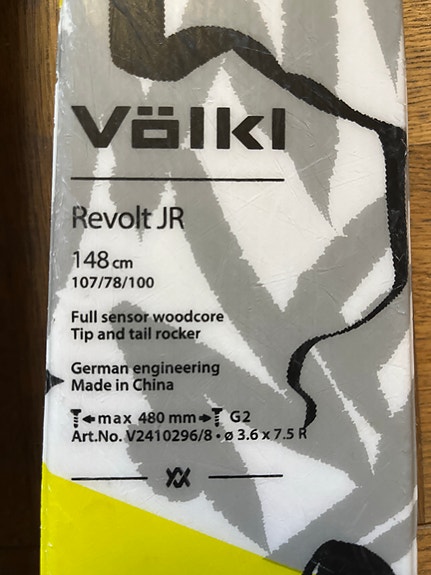 Völkl
Revolt JR
148 cm
107/78/100
Full sensor woodcore
Tip and tail rocker
German engineering
Made in China
max 480 mm G2
Art.No. V2410296/8 • ø 3.6 x 7.5 R